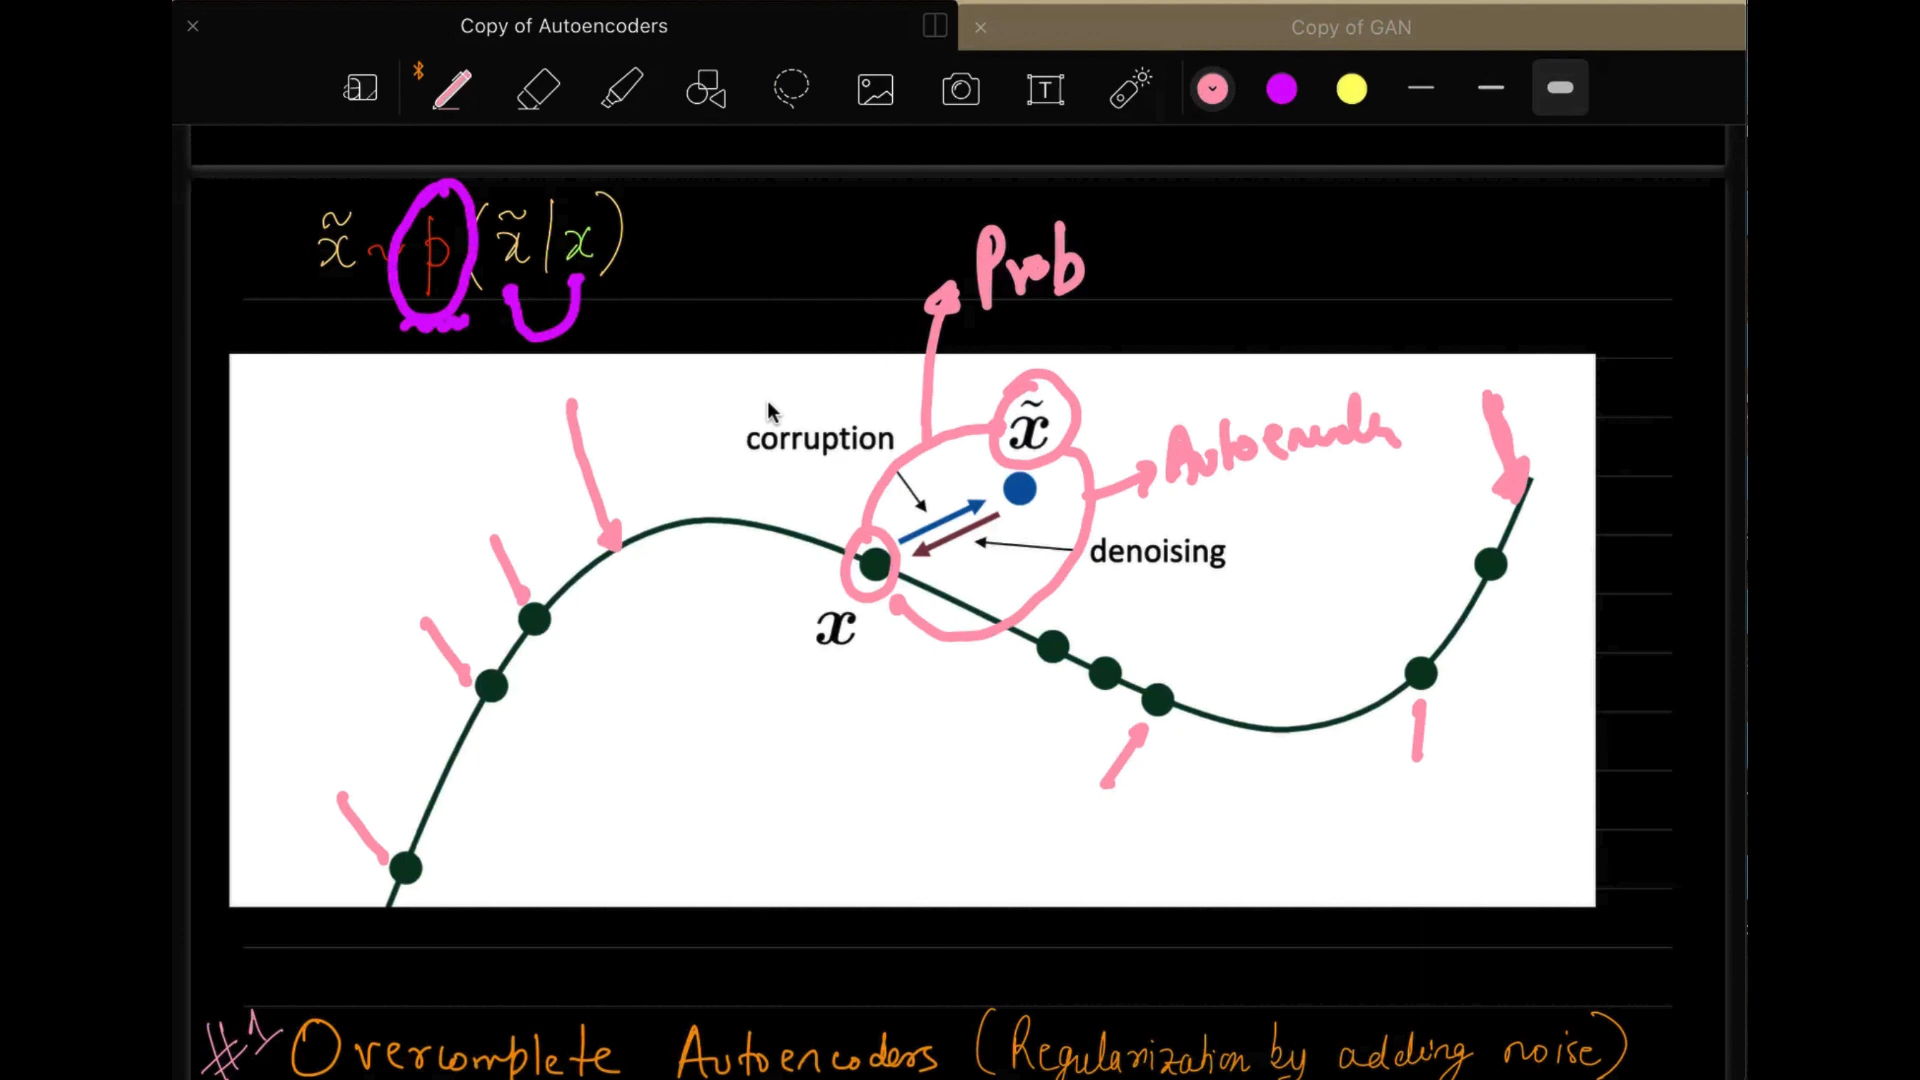 Copy of Autoencoders
Copy of GAN
T
x̃ ~ p(x̃|x)
Prob
x̃
corruption
Autoencoder
denoising
x
#1 Overcomplete Autoencoders (Regularization by adding noise)